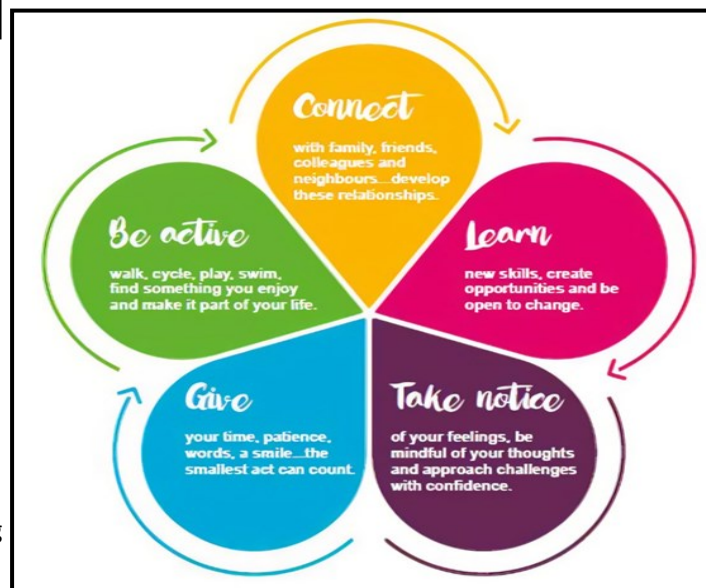 Connect
with family, friends,
colleagues and
neighbours....develop
these relationships.
Be active
walk, cycle, play, swim,
find something you enjoy
and make it part of your life.
Learn
new skills, create
opportunities and be
open to change.
Give
your time, patience,
words, a smile....the
smallest act can count.
Take notice
of your feelings, be
mindful of your thoughts
and approach challenges
with confidence.